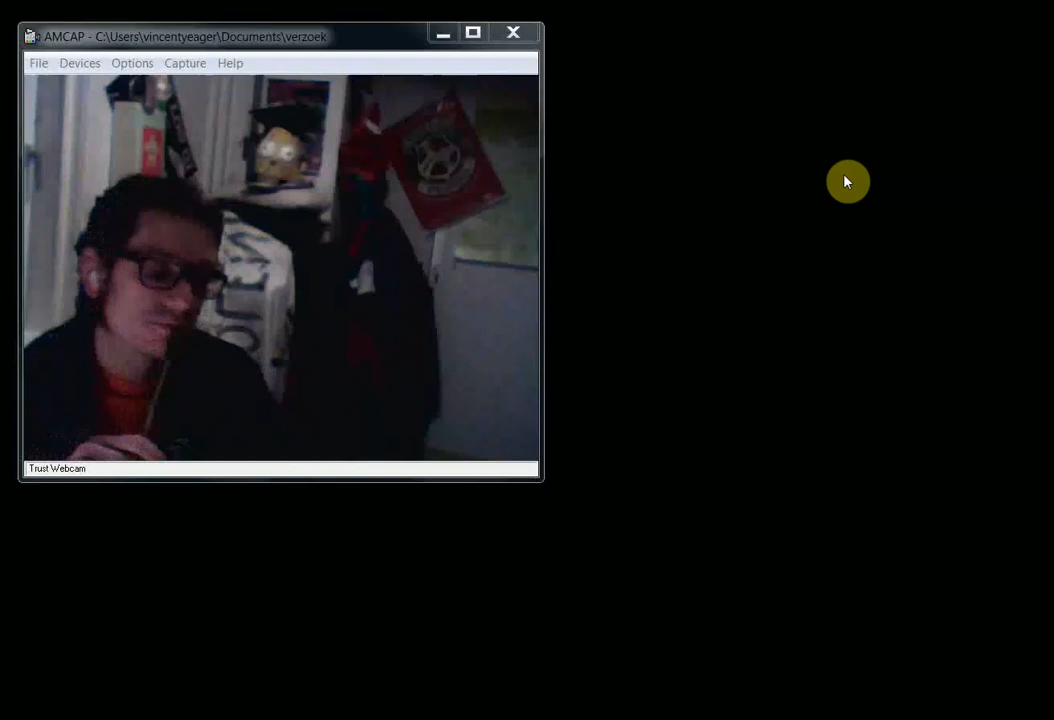 AMCAP - C:\Users\vincentyeager\Documents\verzoek
File Devices Options Capture Help
Trust Webcam